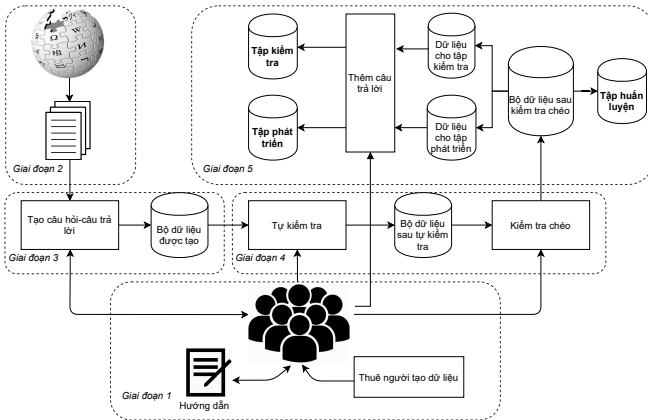 Tập kiểm
tra
Dữ liệu
cho tập
kiểm tra
Thêm câu
trả lời
Bộ dữ liệu sau
kiểm tra chéo
Tập huấn
luyện
Tập phát
triển
Dữ liệu
cho tập
phát triển
Giai đoạn 2
Giai đoạn 5
Tạo câu hỏi-câu trả
lời
Bộ dữ liệu
được tạo
Giai đoạn 3
Tự kiểm tra
Bộ dữ liệu
sau tự kiểm
tra
Kiểm tra chéo
Giai đoạn 4
Thuê người tạo dữ liệu
Giai đoạn 1
Hướng dẫn